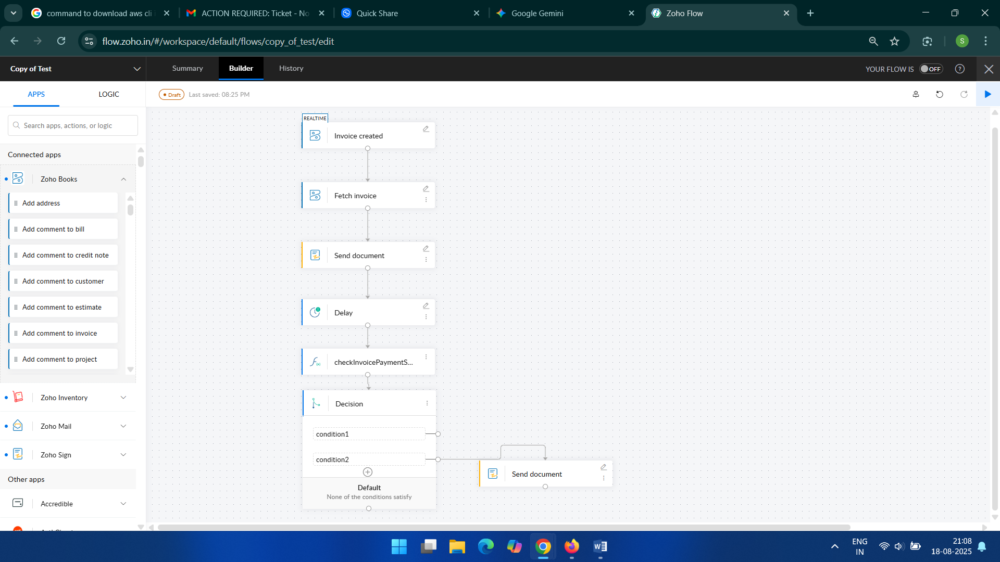 command to download aws cli i
ACTION REQUIRED: Ticket - No
Quick Share
Google Gemini
Zoho Flow
flow.zoho.in/#/workspace/default/flows/copy_of_test/edit
S
Copy of Test
Summary
Builder
History
YOUR FLOW IS
OFF
?
APPS
LOGIC
Draft
Last saved: 08:25 PM
Search apps, actions, or logic
Connected apps
Zoho Books
Add address
Add comment to bill
Add comment to credit note
Add comment to customer
Add comment to estimate
Add comment to invoice
Add comment to project
Zoho Inventory
Zoho Mail
Zoho Sign
Other apps
Accredible
REALTIME
Invoice created
Fetch invoice
Send document
Delay
checkInvoicePaymentS...
Decision
condition1
condition2
Default
None of the conditions satisfy
Send document
ENG
IN
21:08
18-08-2025